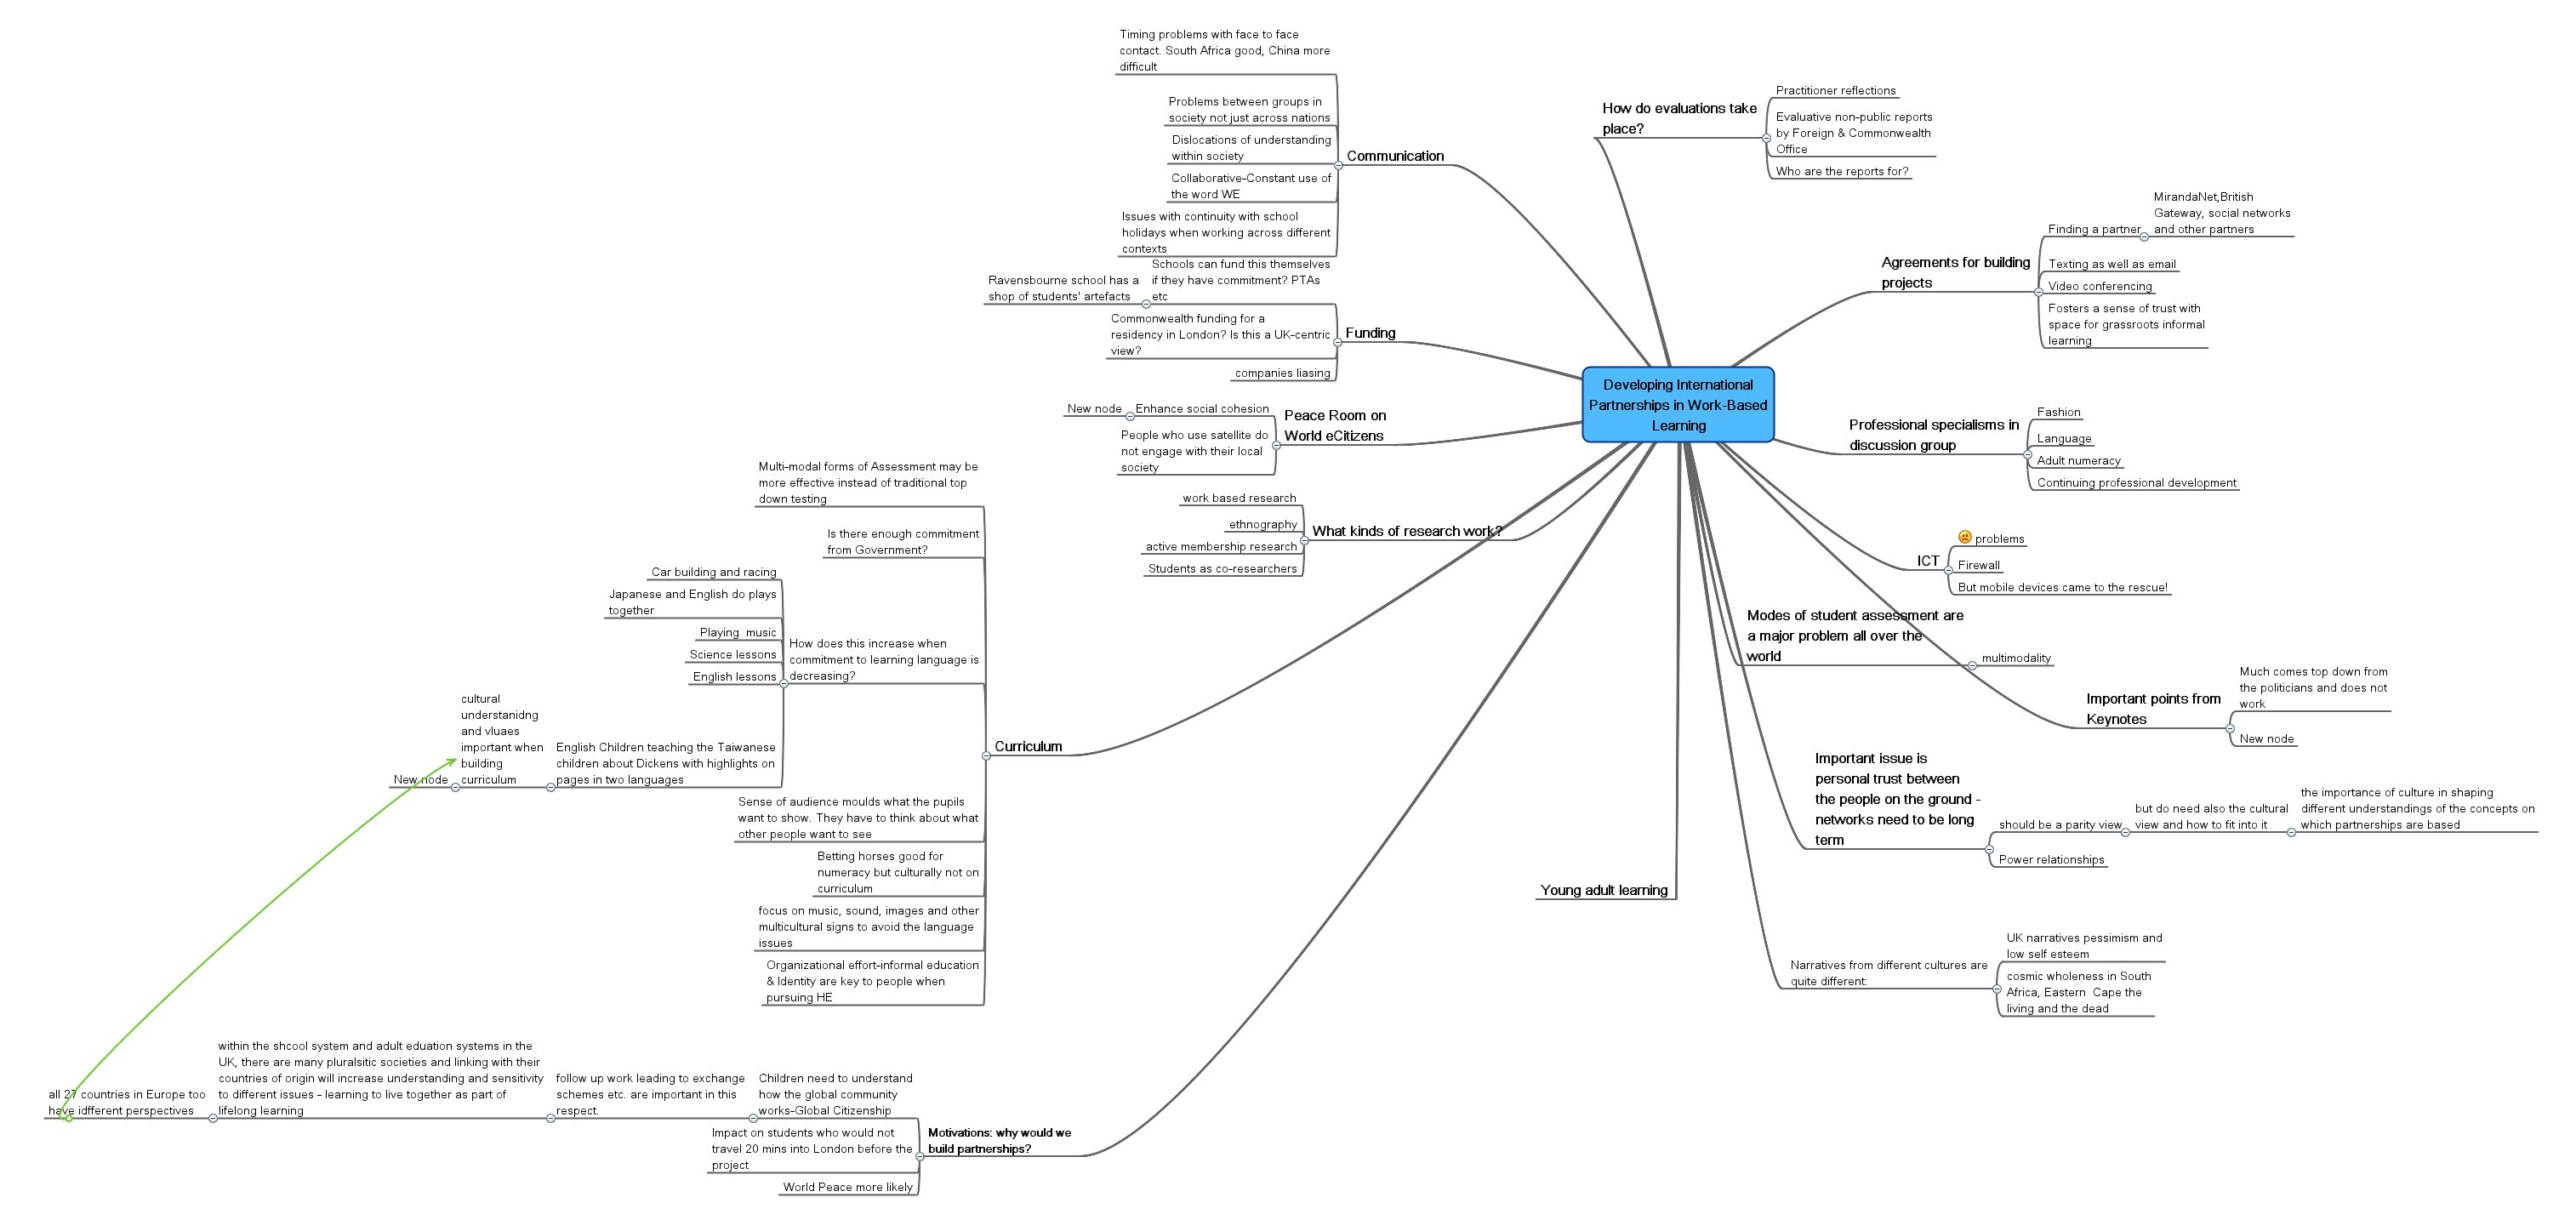 Developing International
Partnerships in Work-Based
Learning
How do evaluations take
place?
Practitioner reflections
Evaluative non-public reports
by Foreign & Commonwealth
Office
Who are the reports for?
Agreements for building
projects
Finding a partner
MirandaNet,British
Gateway, social networks
and other partners
Texting as well as email
Video conferencing
Fosters a sense of trust with
space for grassroots informal
learning
Professional specialisms in
discussion group
Fashion
Language
Adult numeracy
Continuing professional development
ICT
problems
Firewall
But mobile devices came to the rescue!
Modes of student assessment are
a major problem all over the
world
multimodality
Important points from
Keynotes
Much comes top down from
the politicians and does not
work
New node
Important issue is
personal trust between
the people on the ground -
networks need to be long
term
should be a parity view
but do need also the cultural
view and how to fit into it
the importance of culture in shaping
different understandings of the concepts on
which partnerships are based
Power relationships
Narratives from different cultures are
quite different:
UK narratives pessimism and
low self esteem
cosmic wholeness in South
Africa, Eastern  Cape the
living and the dead
Young adult learning
Communication
Timing problems with face to face
contact. South Africa good, China more
difficult
Problems between groups in
society not just across nations
Dislocations of understanding
within society
Collaborative-Constant use of
the word WE
Issues with continuity with school
holidays when working across different
contexts
Funding
Schools can fund this themselves
if they have commitment? PTAs
etc
Ravensbourne school has a
shop of students' artefacts
Commonwealth funding for a
residency in London? Is this a UK-centric
view?
companies liasing
Peace Room on
World eCitizens
Enhance social cohesion
New node
People who use satellite do
not engage with their local
society
What kinds of research work?
work based research
ethnography
active membership research
Students as co-researchers
Curriculum
Multi-modal forms of Assessment may be
more effective instead of traditional top
down testing
Is there enough commitment
from Government?
How does this increase when
commitment to learning language is
decreasing?
Car building and racing
Japanese and English do plays
together
Playing  music
Science lessons
English lessons
English Children teaching the Taiwanese
children about Dickens with highlights on
pages in two languages
cultural
understanidng
and vluaes
important when
building
curriculum
New node
Sense of audience moulds what the pupils
want to show. They have to think about what
other people want to see
Betting horses good for
numeracy but culturally not on
curriculum
focus on music, sound, images and other
multicultural signs to avoid the language
issues
Organizational effort-informal education
& Identity are key to people when
pursuing HE
Motivations: why would we
build partnerships?
Children need to understand
how the global community
works-Global Citizenship
follow up work leading to exchange
schemes etc. are important in this
respect.
within the shcool system and adult eduation systems in the
UK, there are many pluralsitic societies and linking with their
countries of origin will increase understanding and sensitivity
to different issues - learning to live together as part of
lifelong learning
all 27 countries in Europe too
have idfferent perspectives
Impact on students who would not
travel 20 mins into London before the
project
World Peace more likely